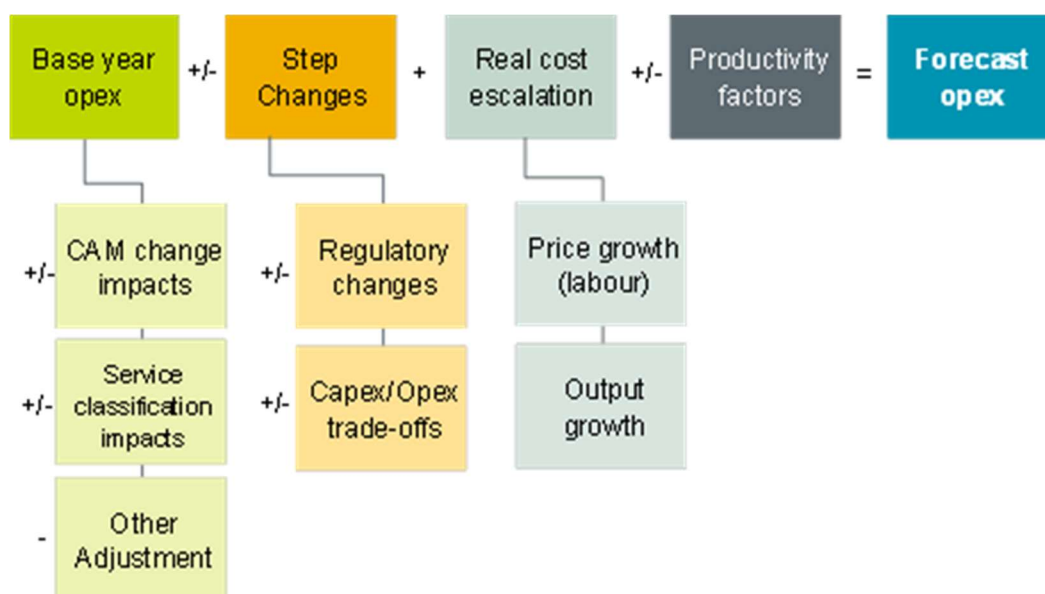 Base year
opex
+/-
Step
Changes
+
Real cost
escalation
+/-
Productivity
factors
=
Forecast
opex
+/-
CAM change
impacts
+/-
Regulatory
changes
Price growth
(labour)
+/-
Service
classification
impacts
+/-
Capex/Opex
trade-offs
Output
growth
-
Other
Adjustment